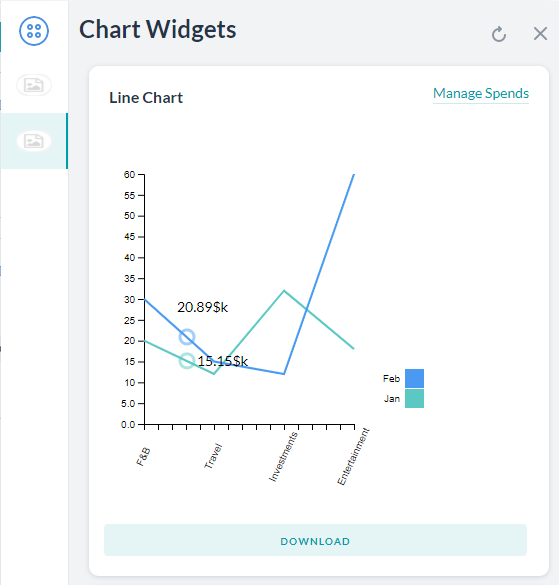 Chart Widgets
Line Chart
Manage Spends
60
55
50
45
40
35
30
25
20
15
10
5.0
0.0
20.89$k
15.15$k
F&B
Travel
Investments
Entertainment
Feb
Jan
DOWNLOAD